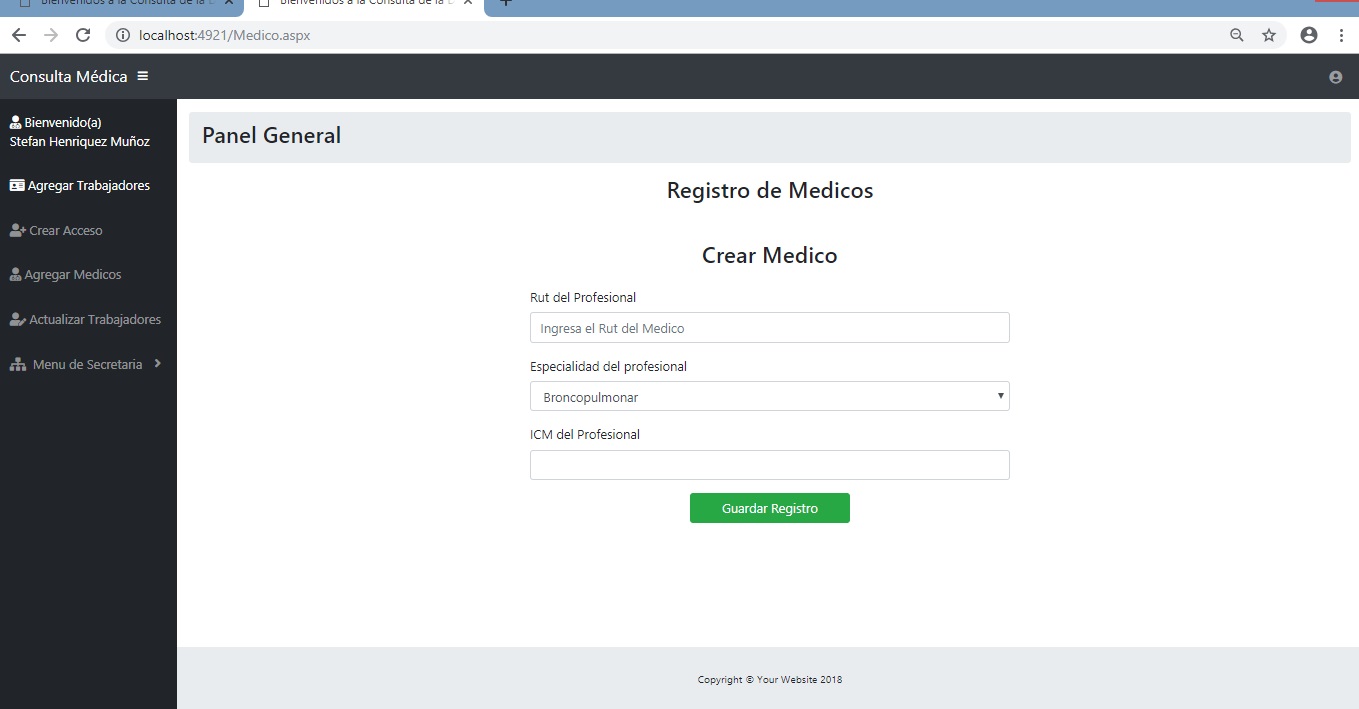 Bienvenidos a la Consulta de la D
Bienvenidos a la Consulta de la D
localhost:4921/Medico.aspx
Consulta Médica
Bienvenido(a)
Stefan Henriquez Muñoz
Agregar Trabajadores
Crear Acceso
Agregar Medicos
Actualizar Trabajadores
Menu de Secretaria
Panel General
Registro de Medicos
Crear Medico
Rut del Profesional
Ingresa el Rut del Medico
Especialidad del profesional
Broncopulmonar
ICM del Profesional
Guardar Registro
Copyright © Your Website 2018